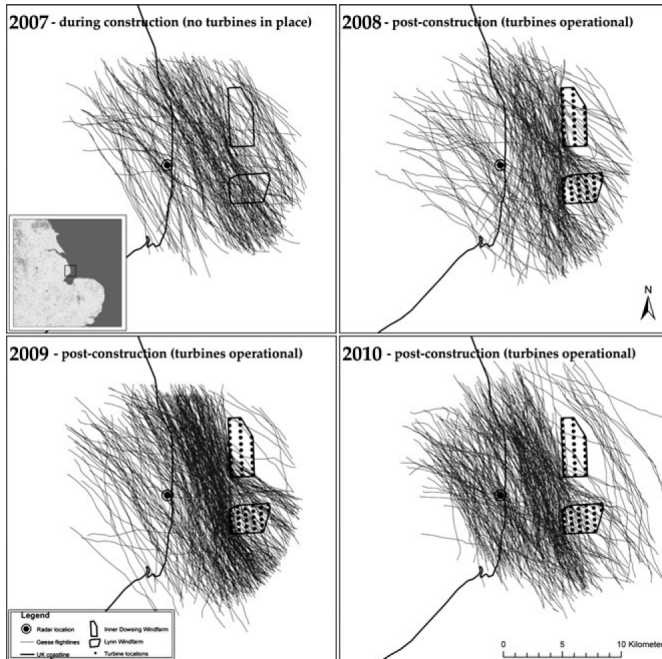 2007 - during construction (no turbines in place)
2008 - post-construction (turbines operational)
N
2009 - post-construction (turbines operational)
2010 - post-construction (turbines operational)
Legend
Radar location
Inner Dowsing Windfarm
Geese flightlines
Lynn Windfarm
UK coastline
Turbine locations
10 Kilometer
0 5 10